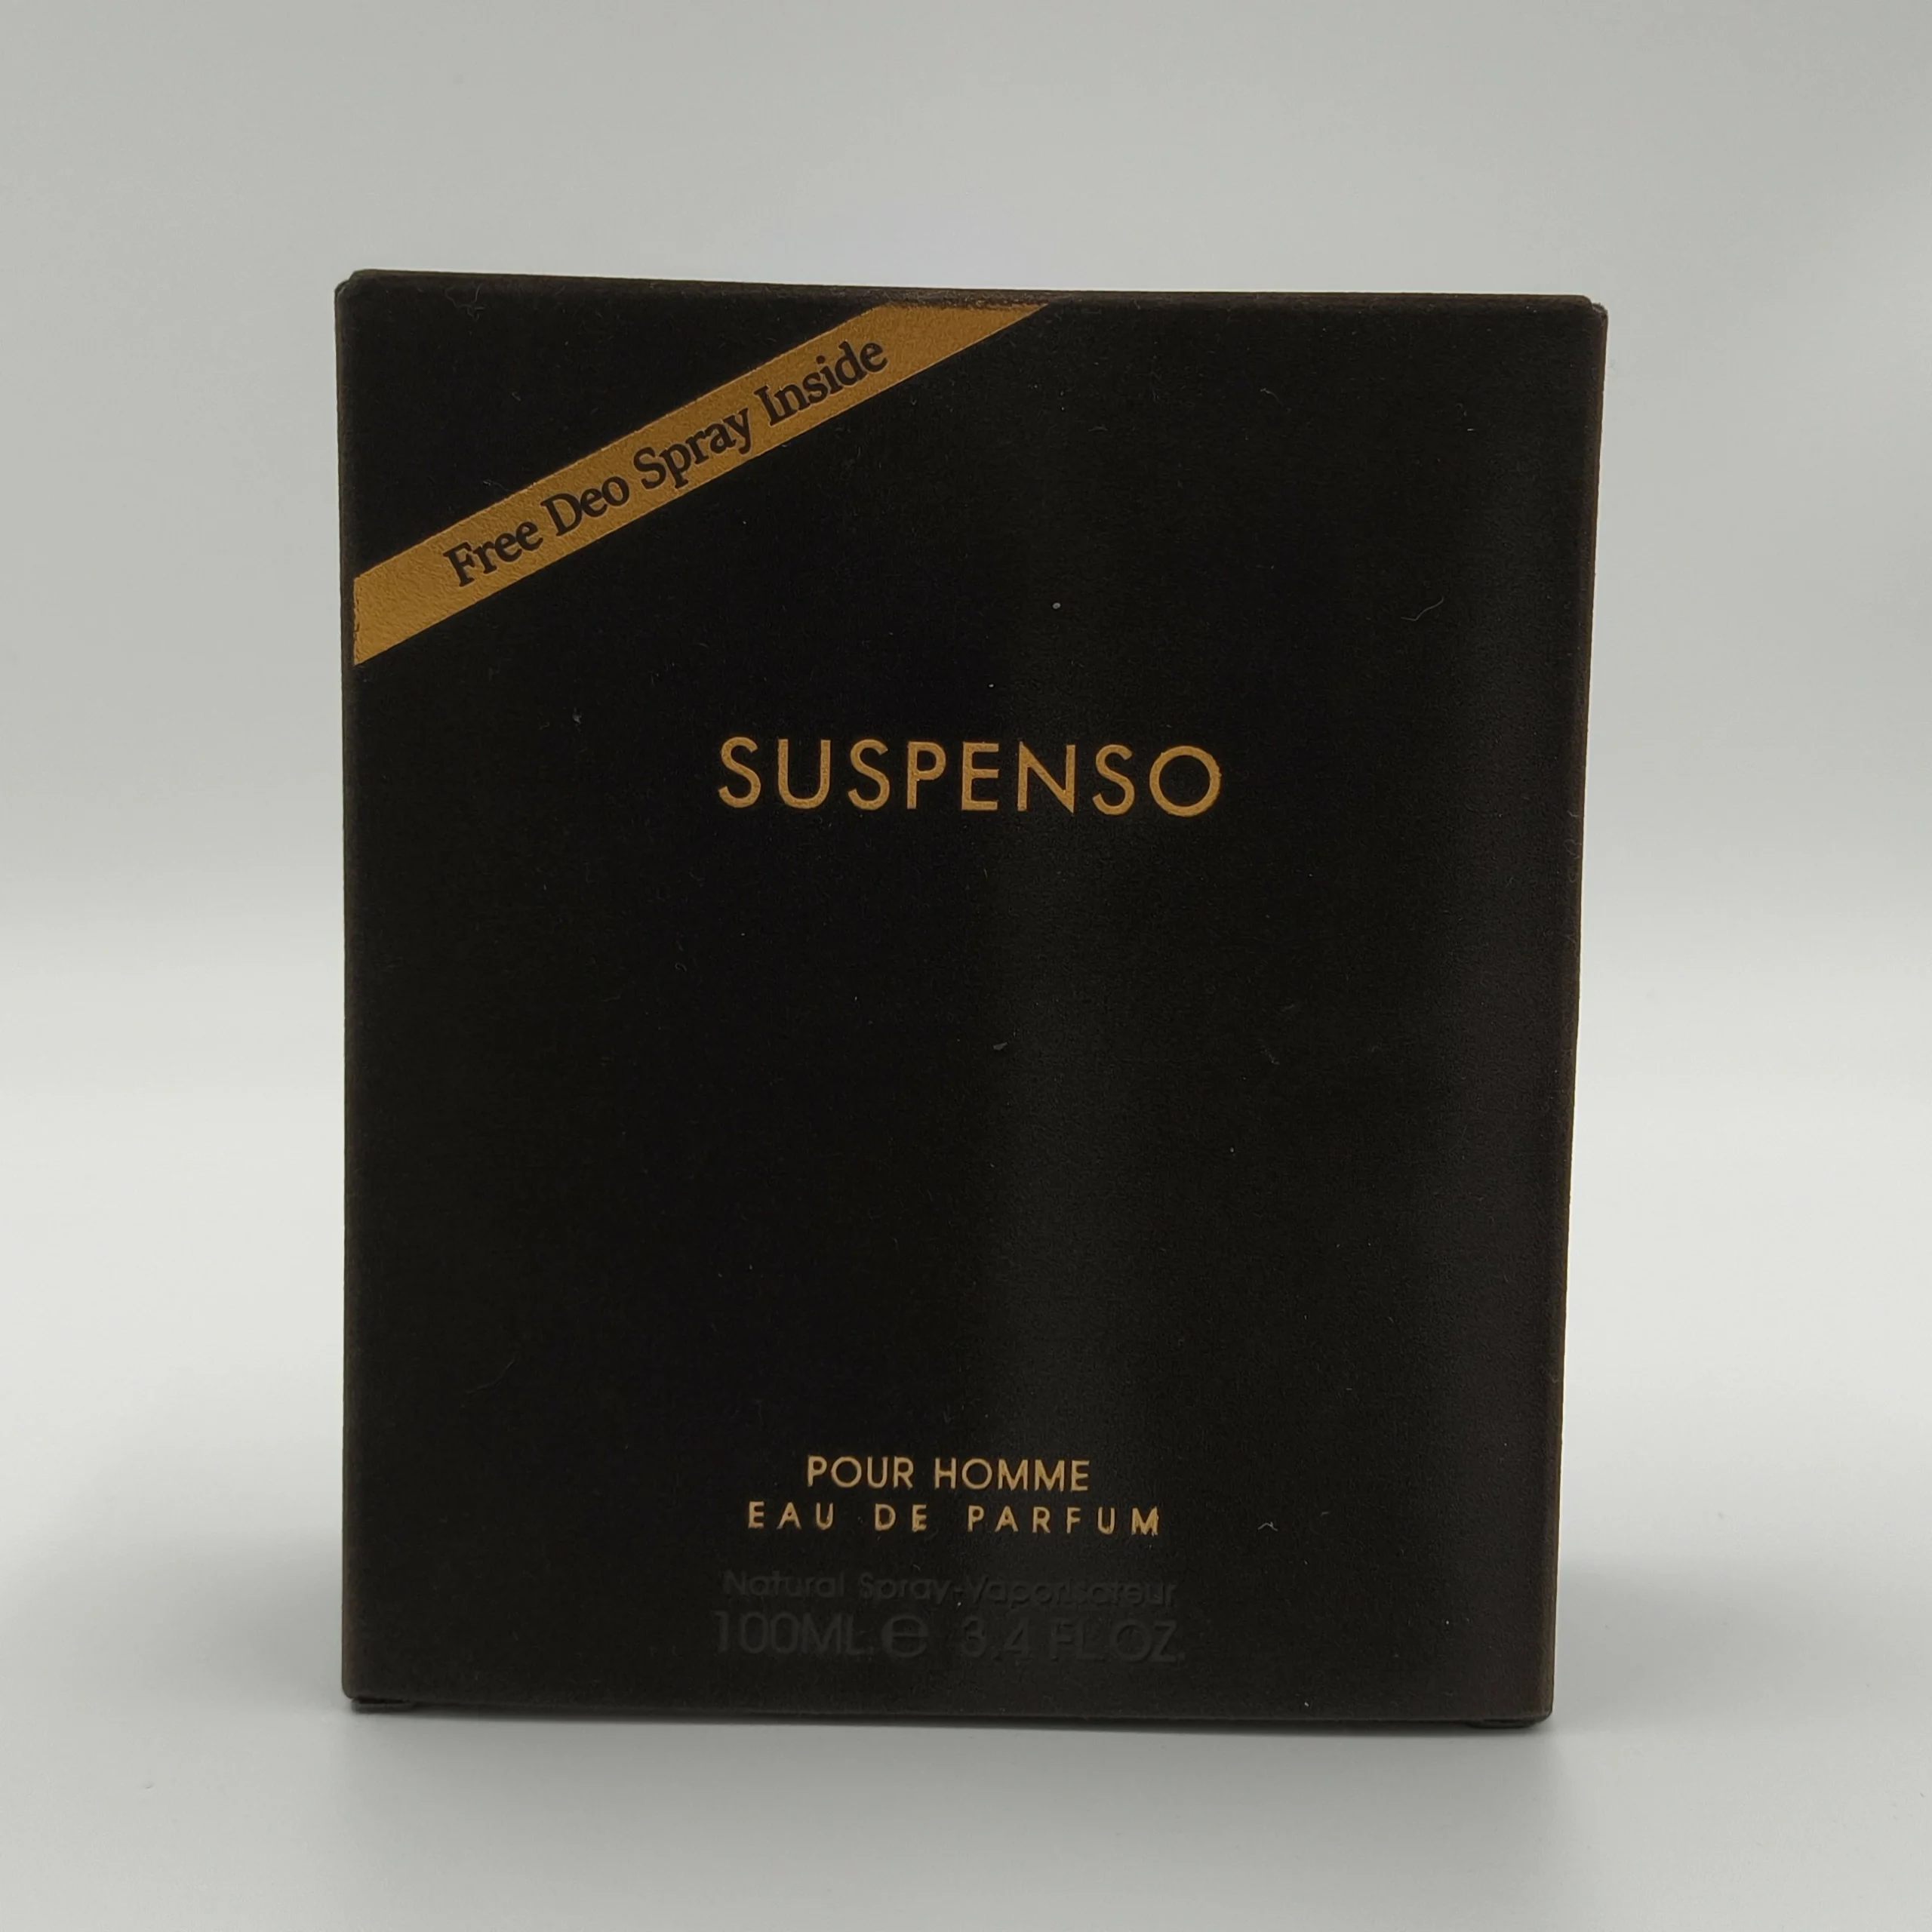 Free Deo Spray Inside
SUSPENSO
POUR HOMME
EAU DE PARFUM
Natural Spray-Vaporisateur
100ML ℮ 3.4 FL.OZ.